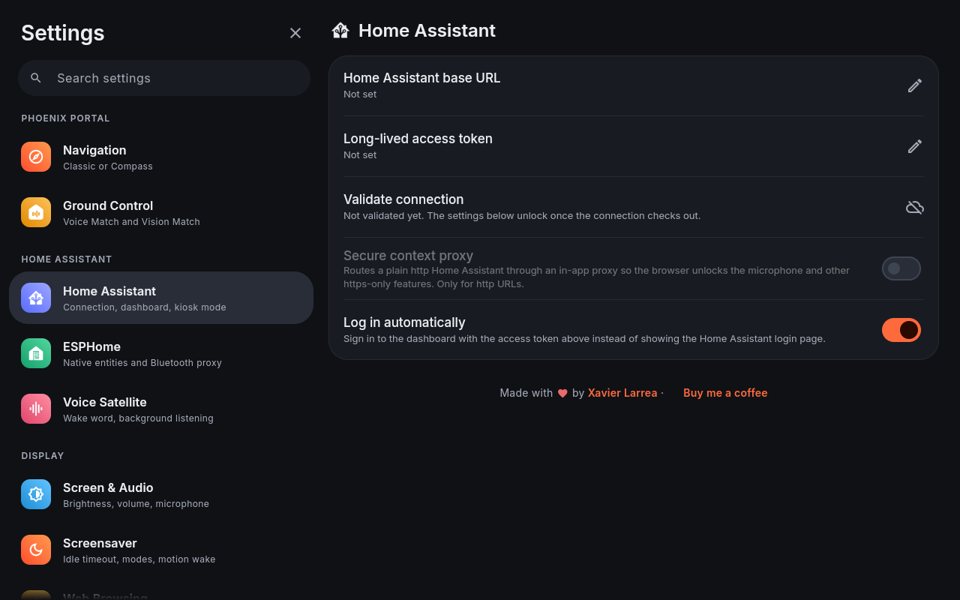 Settings
Search settings
PHOENIX PORTAL
Navigation
Classic or Compass
Ground Control
Voice Match and Vision Match
HOME ASSISTANT
Home Assistant
Connection, dashboard, kiosk mode
ESPHome
Native entities and Bluetooth proxy
Voice Satellite
Wake word, background listening
DISPLAY
Screen & Audio
Brightness, volume, microphone
Screensaver
Idle timeout, modes, motion wake
Web Browsing
Home Assistant
Home Assistant base URL
Not set
Long-lived access token
Not set
Validate connection
Not validated yet. The settings below unlock once the connection checks out.
Secure context proxy
Routes a plain http Home Assistant through an in-app proxy so the browser unlocks the microphone and other
https-only features. Only for http URLs.
Log in automatically
Sign in to the dashboard with the access token above instead of showing the Home Assistant login page.
Made with ❤ by Xavier Larrea · Buy me a coffee